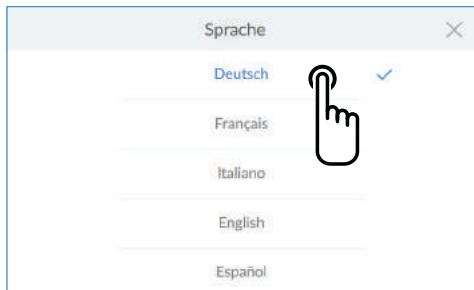 Sprache
Deutsch
Français
Italiano
English
Español